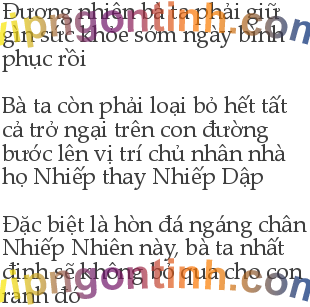 Đương nhiên bà ta phải giữ
gìn sức khỏe sớm ngày bình
phục rồi
Bà ta còn phải loại bỏ hết tất
cả trở ngại trên con đường
bước lên vị trí chủ nhân nhà
họ Nhiếp thay Nhiếp Dập
Đặc biệt là hòn đá ngáng chân
Nhiếp Nhiên này, bà ta nhất
định sẽ không bỏ qua cho con
ranh đó
vipngontinh.com
vipngontinh.com